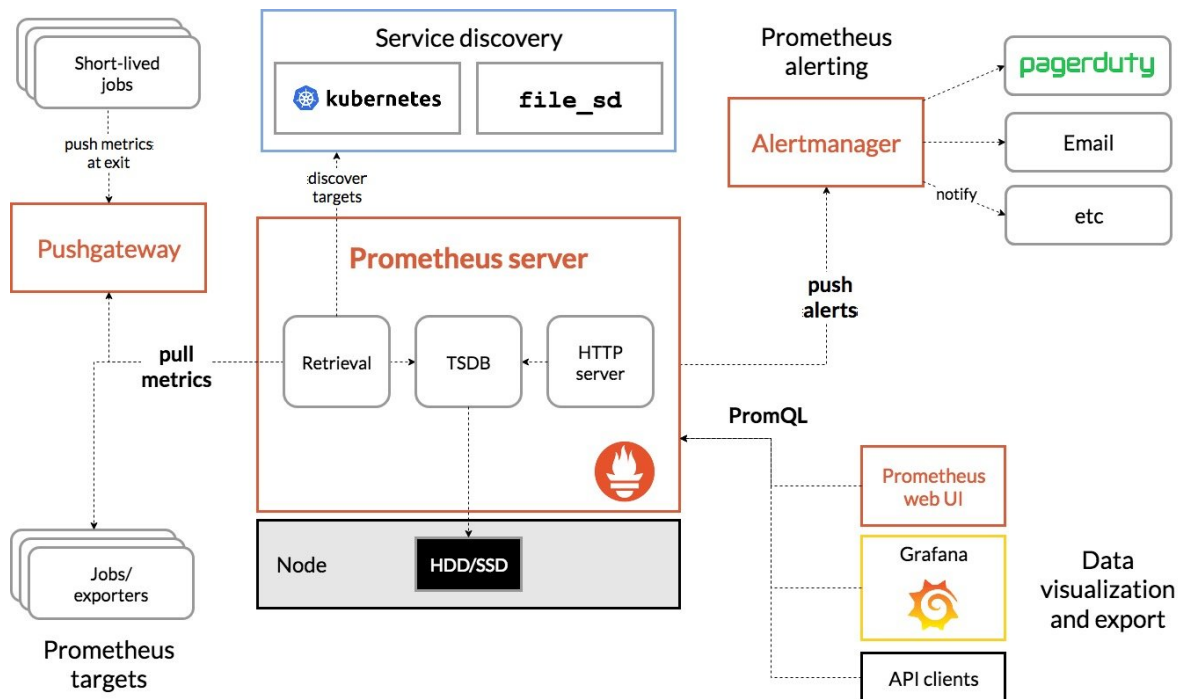 Short-lived
jobs
push metrics
at exit
Pushgateway
Service discovery
kubernetes
file_sd
discover
targets
Prometheus
alerting
Alertmanager
pagerduty
Email
notify
etc
Prometheus server
Retrieval
TSDB
HTTP
server
pull
metrics
push
alerts
PromQL
Node
HDD/SSD
Jobs/
exporters
Prometheus
targets
Prometheus
web UI
Grafana
API clients
Data
visualization
and export